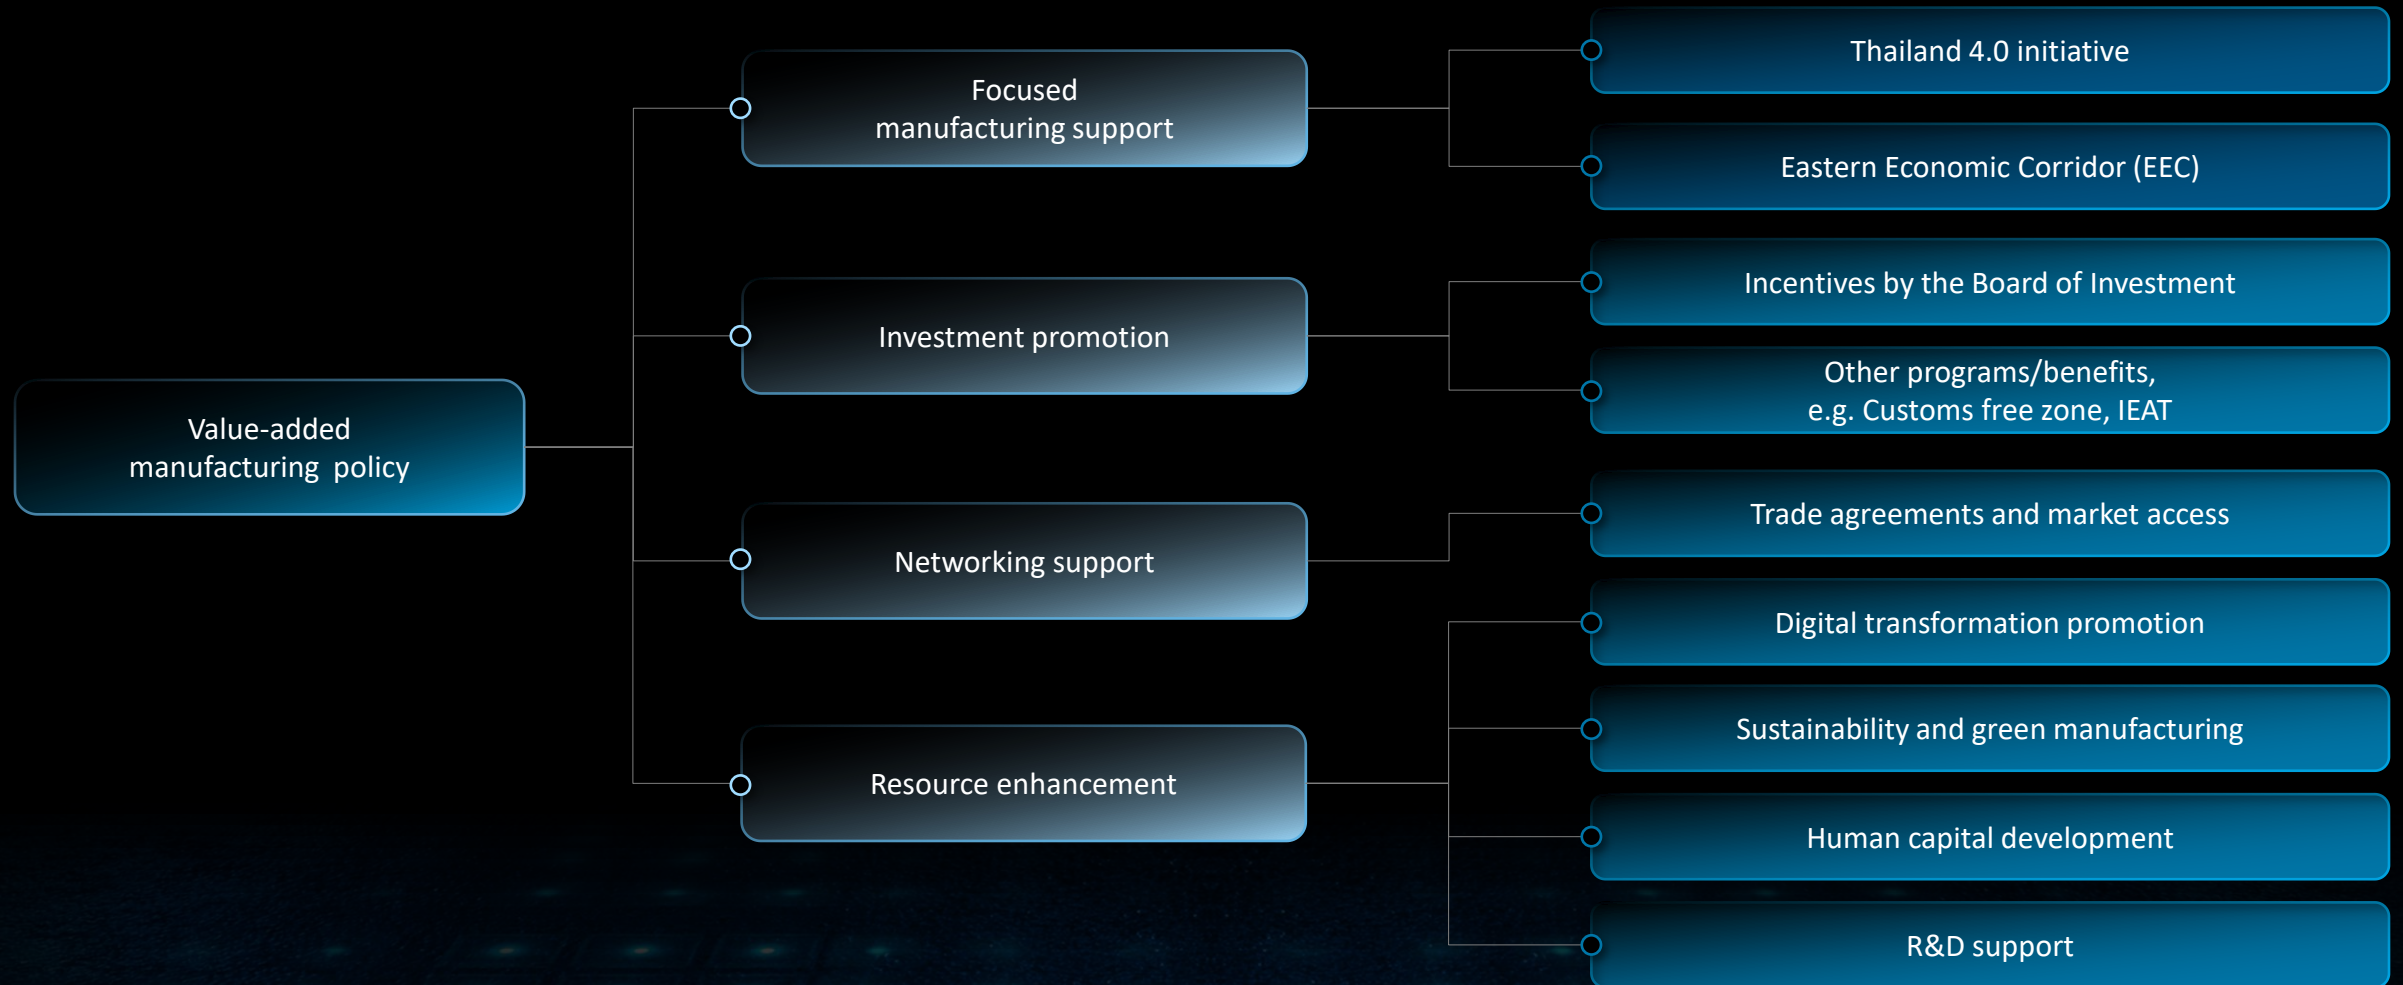 Value-added
manufacturing  policy
Focused
manufacturing support
Investment promotion
Networking support
Resource enhancement
Thailand 4.0 initiative
Eastern Economic Corridor (EEC)
Incentives by the Board of Investment
Other programs/benefits,
e.g. Customs free zone, IEAT
Trade agreements and market access
Digital transformation promotion
Sustainability and green manufacturing
Human capital development
R&D support